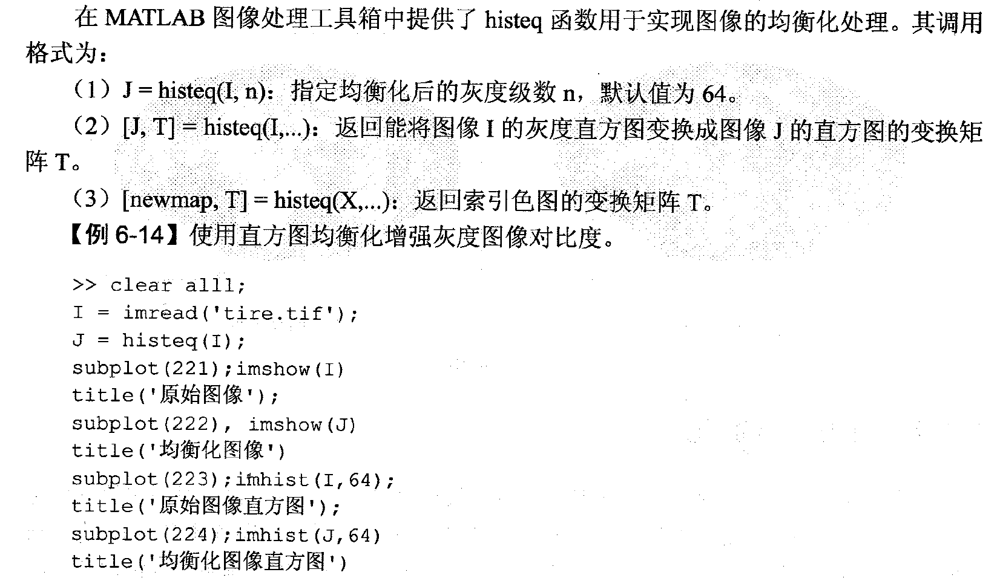 在 MATLAB 图像处理工具箱中提供了 histeq 函数用于实现图像的均衡化处理。其调用
格式为：
（1）J = histeq(I, n)：指定均衡化后的灰度级数 n，默认值为 64。
（2）[J, T] = histeq(I,...)：返回能将图像 I 的灰度直方图变换成图像 J 的直方图的变换矩
阵 T。
（3）[newmap, T] = histeq(X,...)：返回索引色图的变换矩阵 T。
【例 6-14】使用直方图均衡化增强灰度图像对比度。
>> clear alll;
I = imread('tire.tif');
J = histeq(I);
subplot(221);imshow(I)
title('原始图像');
subplot(222), imshow(J)
title('均衡化图像')
subplot(223);imhist(I,64);
title('原始图像直方图');
subplot(224);imhist(J,64)
title('均衡化图像直方图')